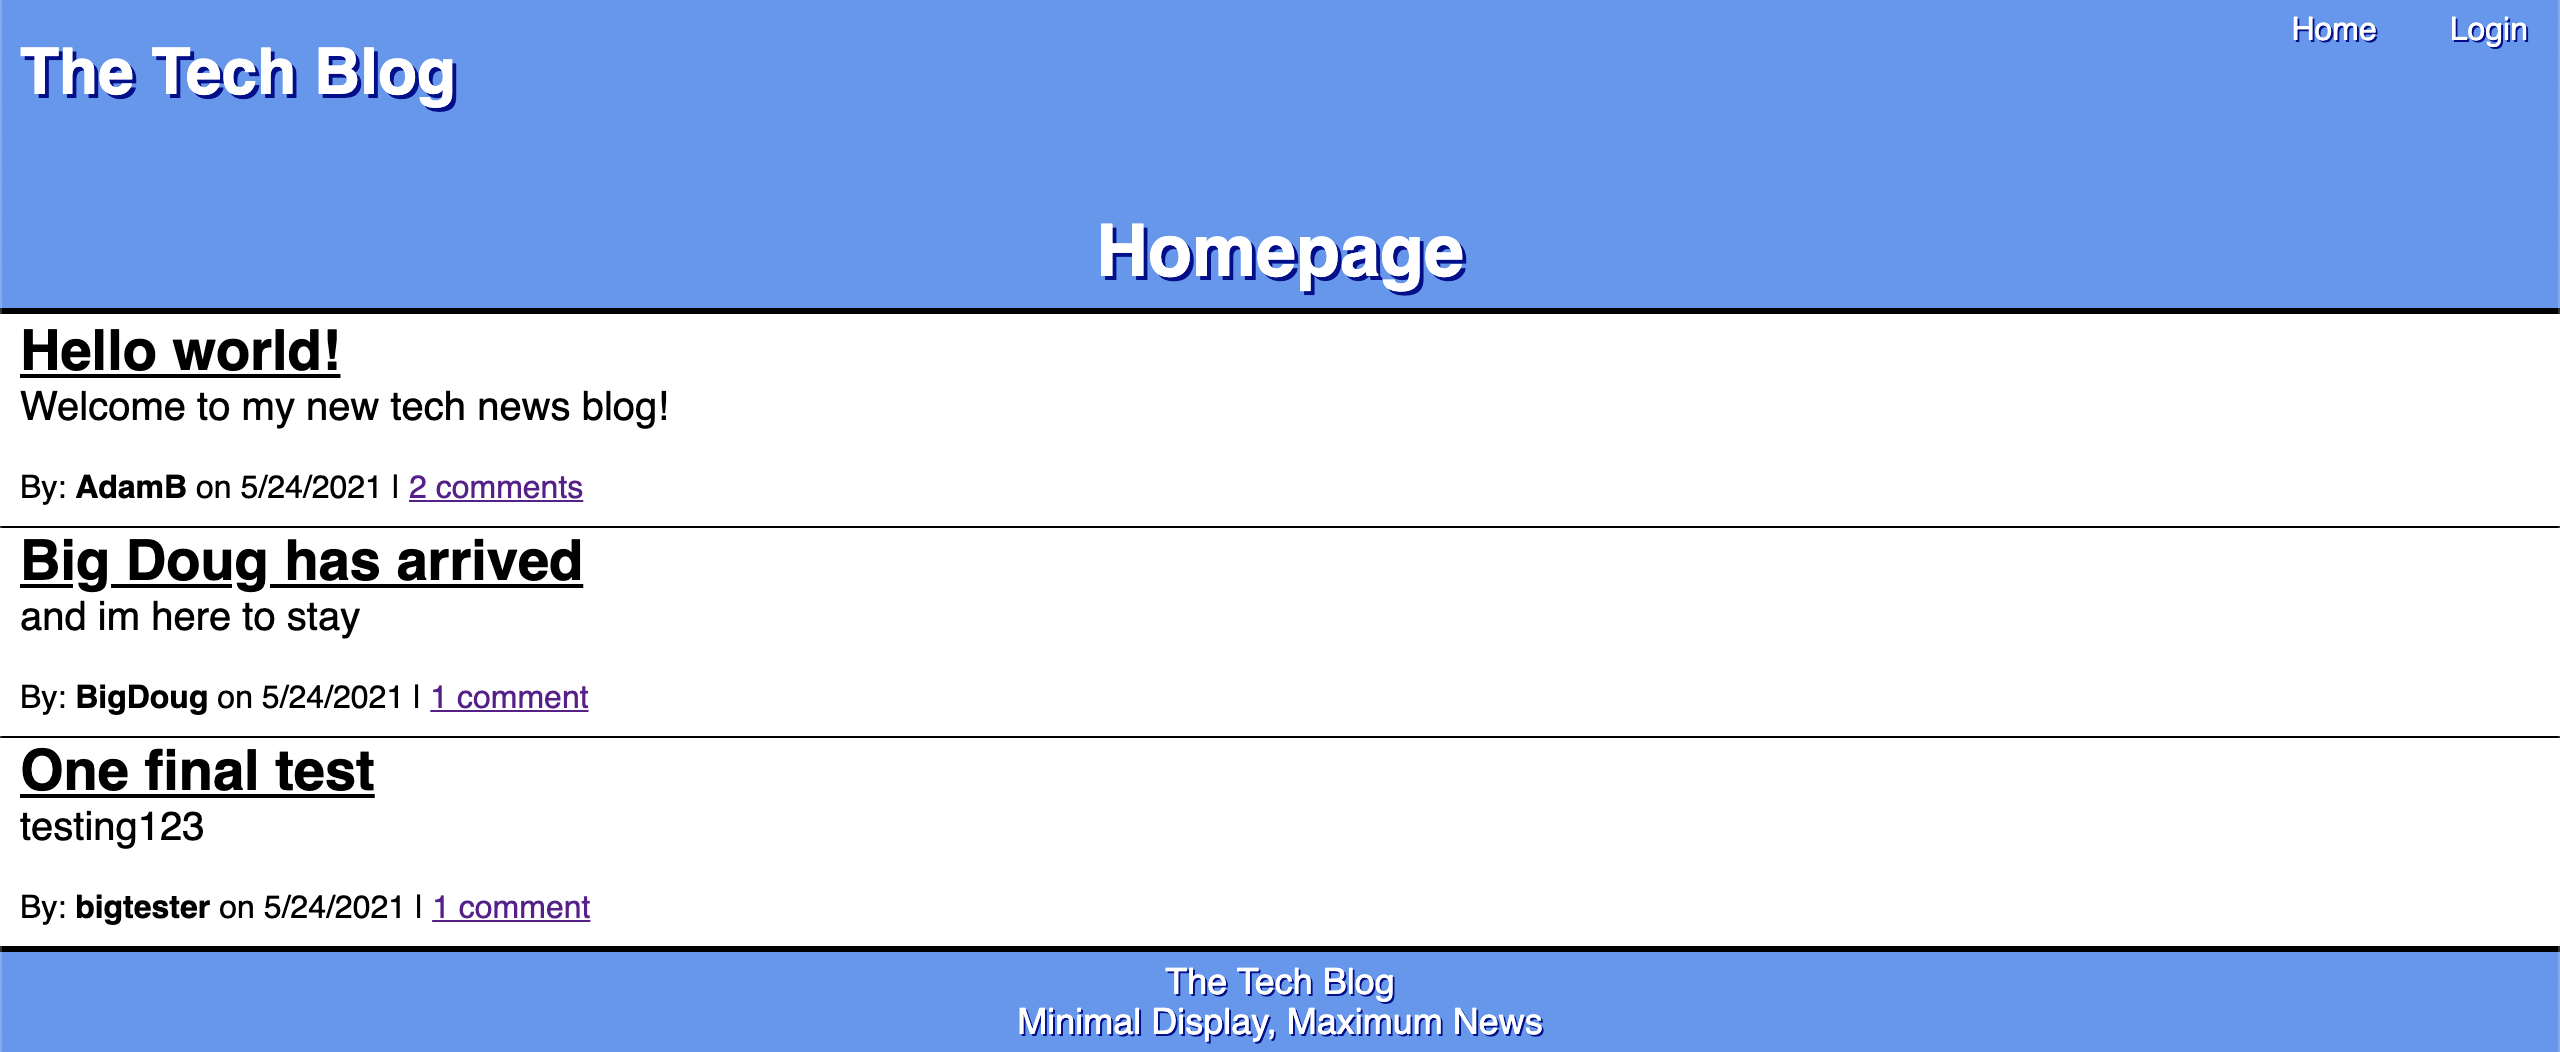 Home Login
The Tech Blog
Homepage
Hello world!
Welcome to my new tech news blog!
By: AdamB on 5/24/2021 | 2 comments
Big Doug has arrived
and im here to stay
By: BigDoug on 5/24/2021 | 1 comment
One final test
testing123
By: bigtester on 5/24/2021 | 1 comment
The Tech Blog
Minimal Display, Maximum News